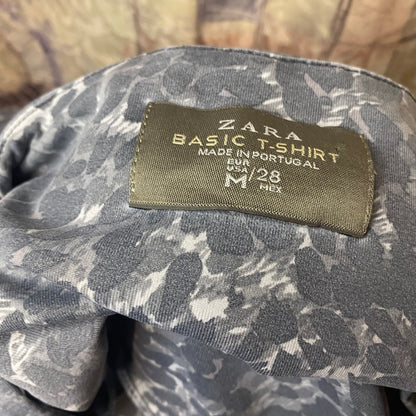 ZARA
BASIC T-SHIRT
MADE IN PORTUGAL
EUR
USA M/28 MEX